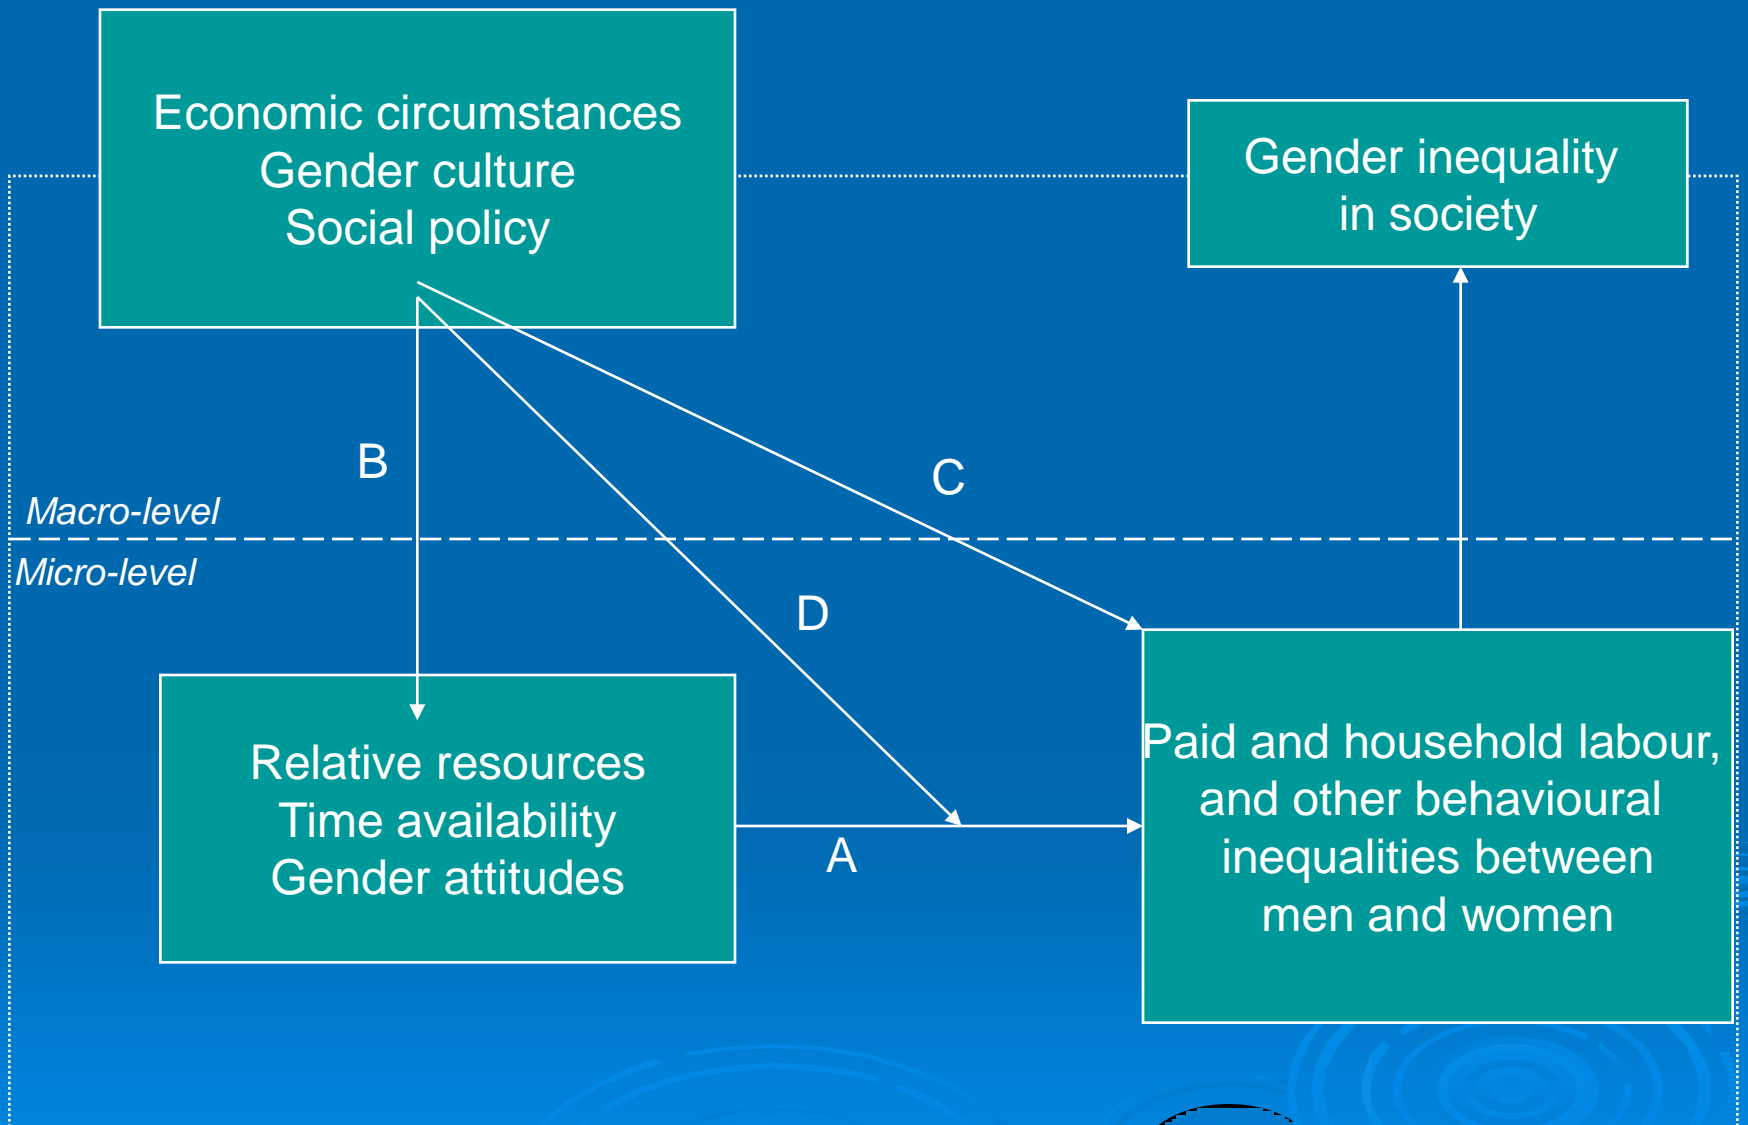 Economic circumstances
Gender culture
Social policy
Gender inequality
in society
B
C
Macro-level
Micro-level
D
Relative resources
Time availability
Gender attitudes
A
Paid and household labour,
and other behavioural
inequalities between
men and women